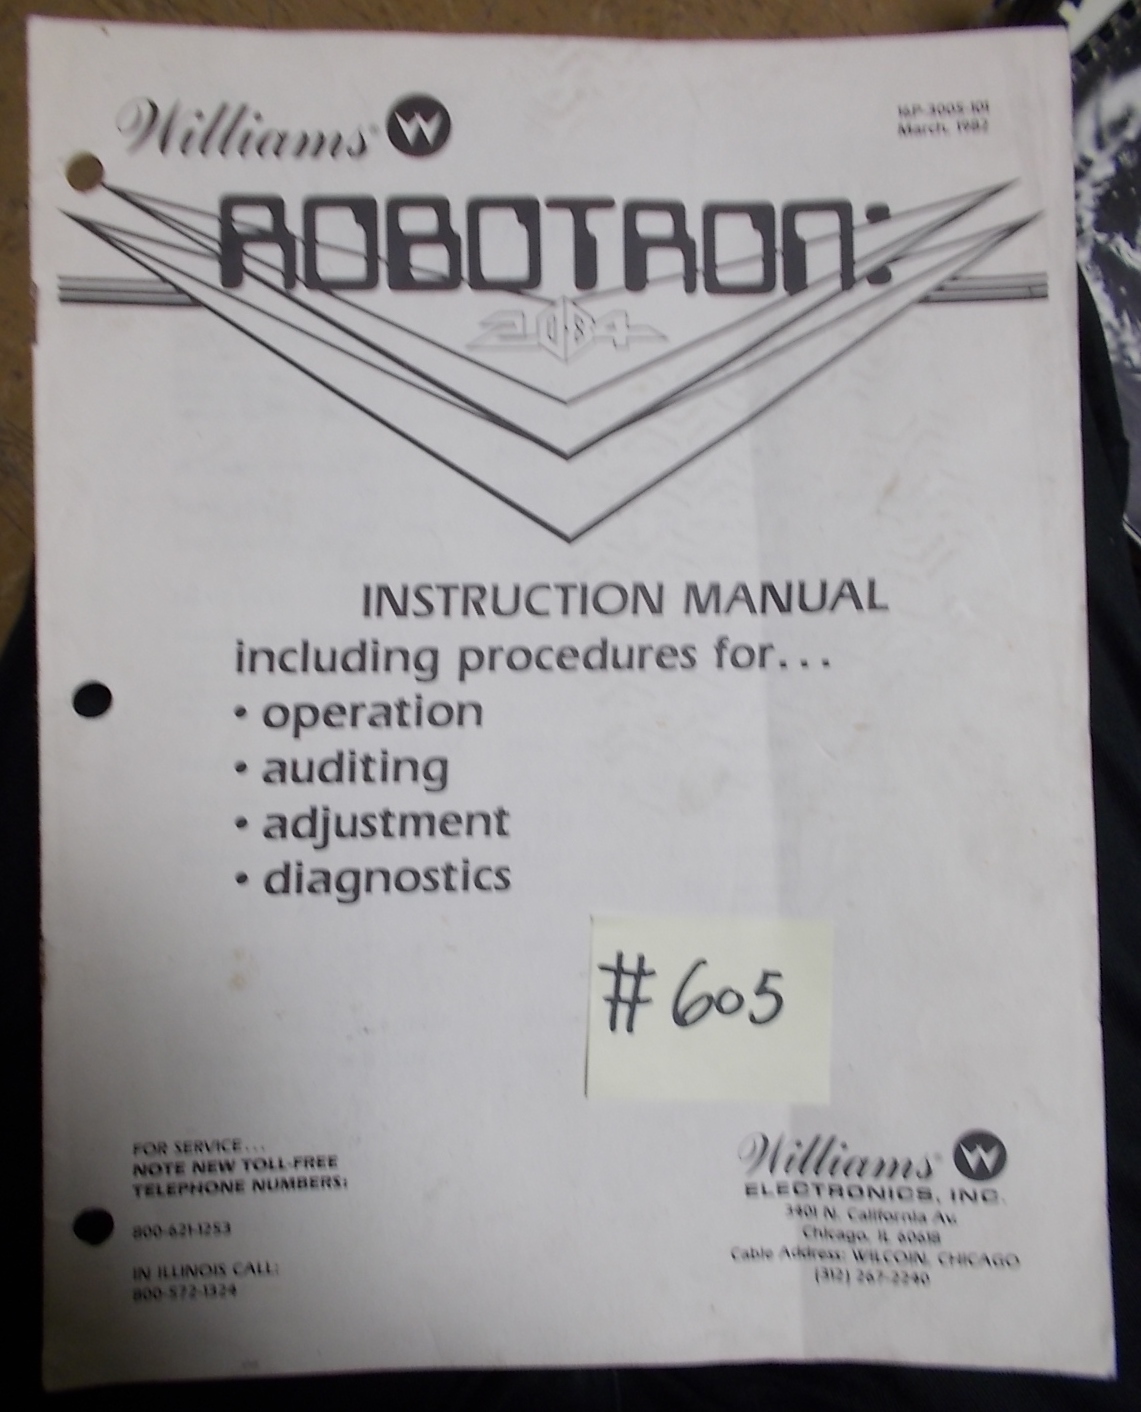 Williams W
16P-3005-101
March, 1982
ROBOTRON:
2084
INSTRUCTION MANUAL
including procedures for...
• operation
• auditing
• adjustment
• diagnostics
#605
FOR SERVICE...
NOTE NEW TOLL-FREE
TELEPHONE NUMBERS:
800-621-1253
IN ILLINOIS CALL:
800-572-1324
Williams W
ELECTRONICS, INC.
3401 N. California Av.
Chicago, IL 60618
Cable Address: WILCOIN, CHICAGO
(312) 267-2240